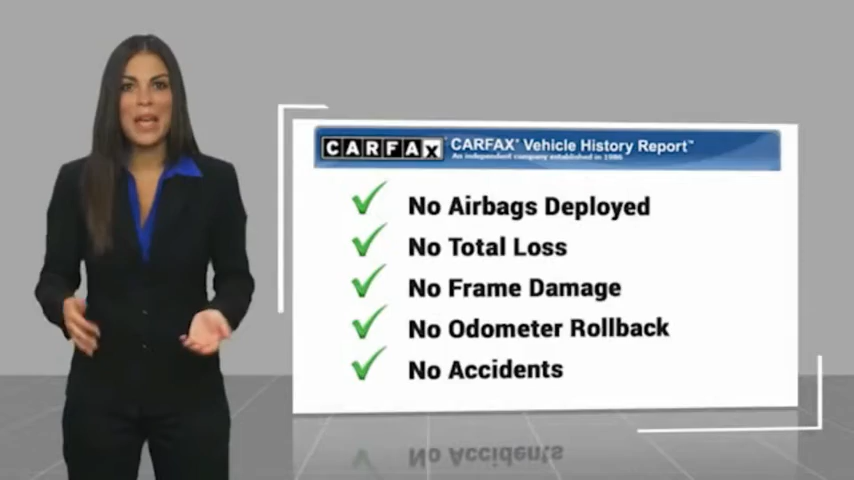 CARFAX CARFAX® Vehicle History Report™
An independent company established in 1986
No Airbags Deployed
No Total Loss
No Frame Damage
No Odometer Rollback
No Accidents
No Accidents